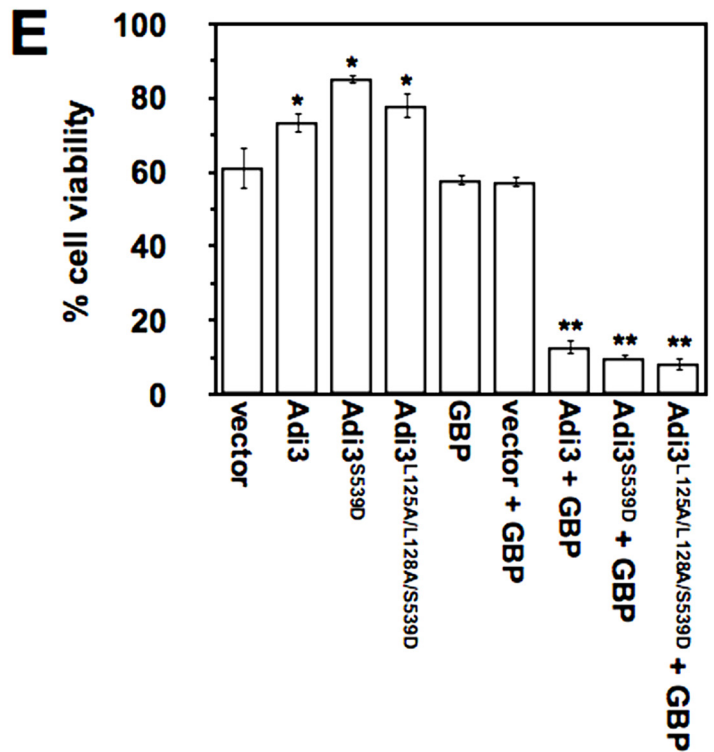 E
% cell viability
100
80
60
40
20
0
*
*
*
**
**
**
vector
Adi3
Adi3S539D
Adi3L125A/L128A/S539D
GBP
vector + GBP
Adi3 + GBP
Adi3S539D + GBP
Adi3L125A/L128A/S539D + GBP